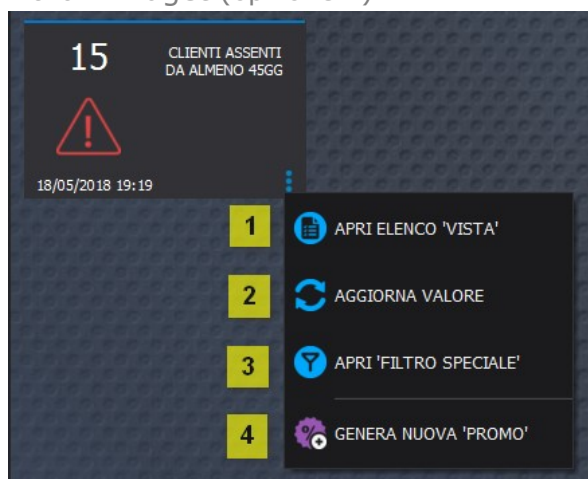 15
CLIENTI ASSENTI
DA ALMENO 45GG
18/05/2018 19:19
1
APRI ELENCO 'VISTA'
2
AGGIORNA VALORE
3
APRI 'FILTRO SPECIALE'
4
GENERA NUOVA 'PROMO'